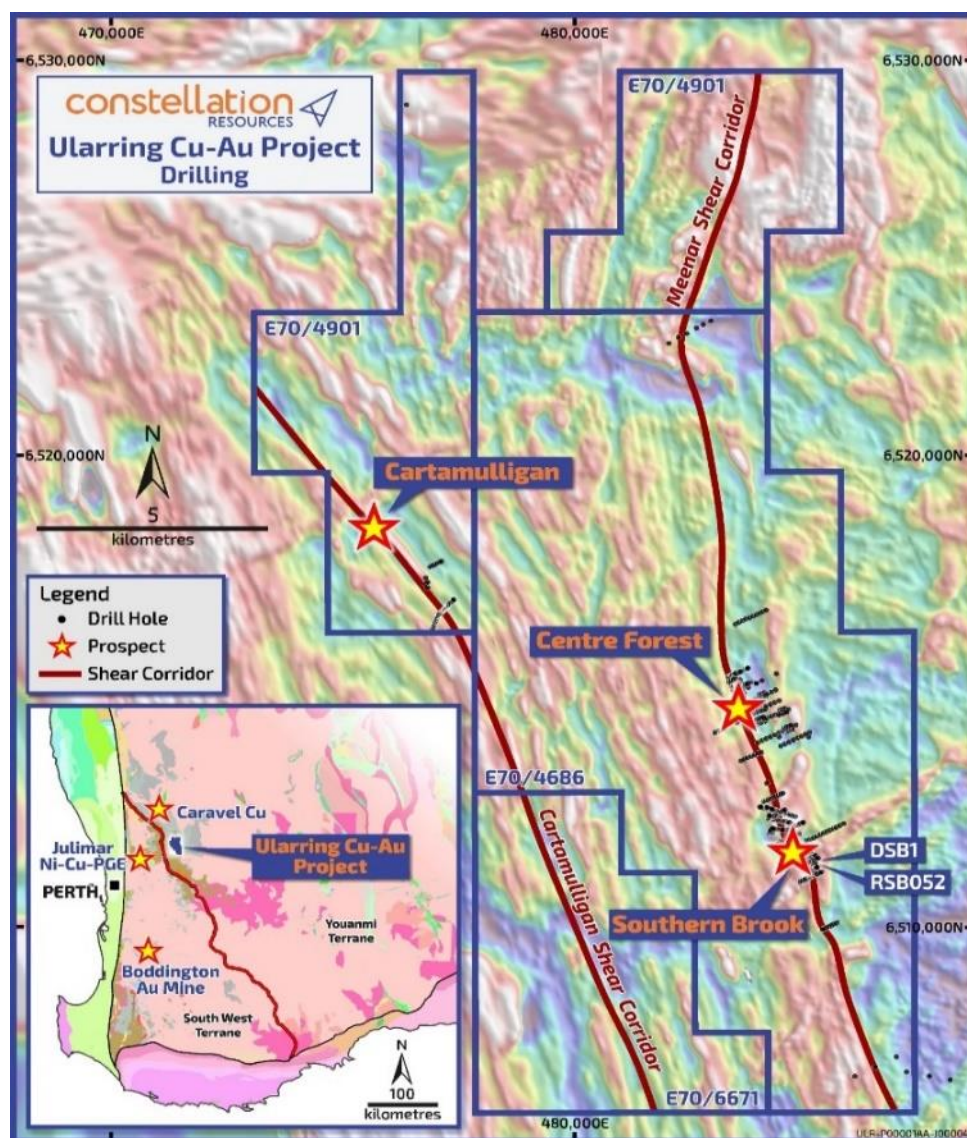 470,000E
480,000E
6,530,000N
6,530,000N
constellation
RESOURCES
Ularring Cu-Au Project
Drilling
E70/4901
Meenar Shear Corridor
E70/4901
6,520,000N
6,520,000N
N
5
kilometres
Cartamulligan
Legend
Drill Hole
Prospect
Shear Corridor
Centre Forest
E70/4686
Cartamulligan Shear Corridor
DSB1
RSB052
Southern Brook
6,510,000N
E70/6671
480,000E
Caravel Cu
Julimar
Ni-Cu-PGE
Ularring Cu-Au
Project
PERTH
Youanmi
Terrane
Boddington
Au Mine
South West
Terrane
N
100
kilometres